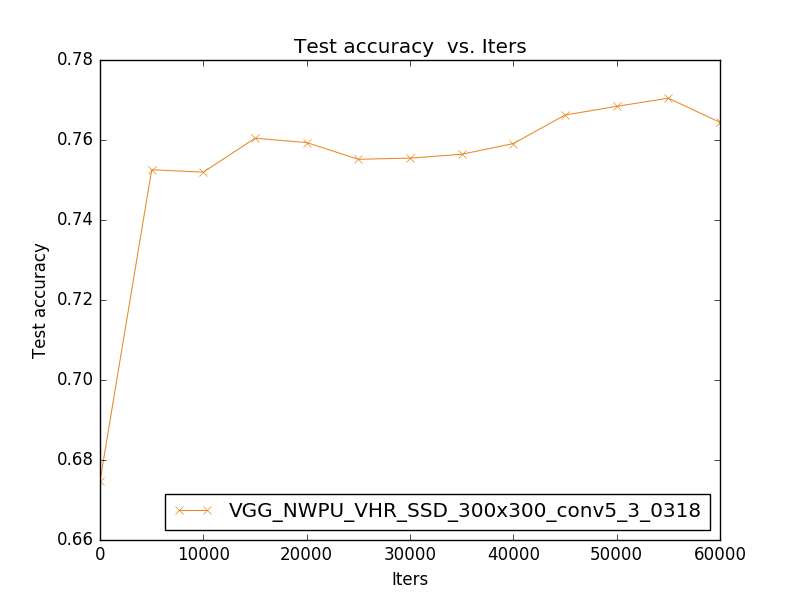 Test accuracy  vs. Iters
0.78
0.76
0.74
0.72
0.70
0.68
0.66
Test accuracy
VGG_NWPU_VHR_SSD_300x300_conv5_3_0318
0 10000 20000 30000 40000 50000 60000
Iters